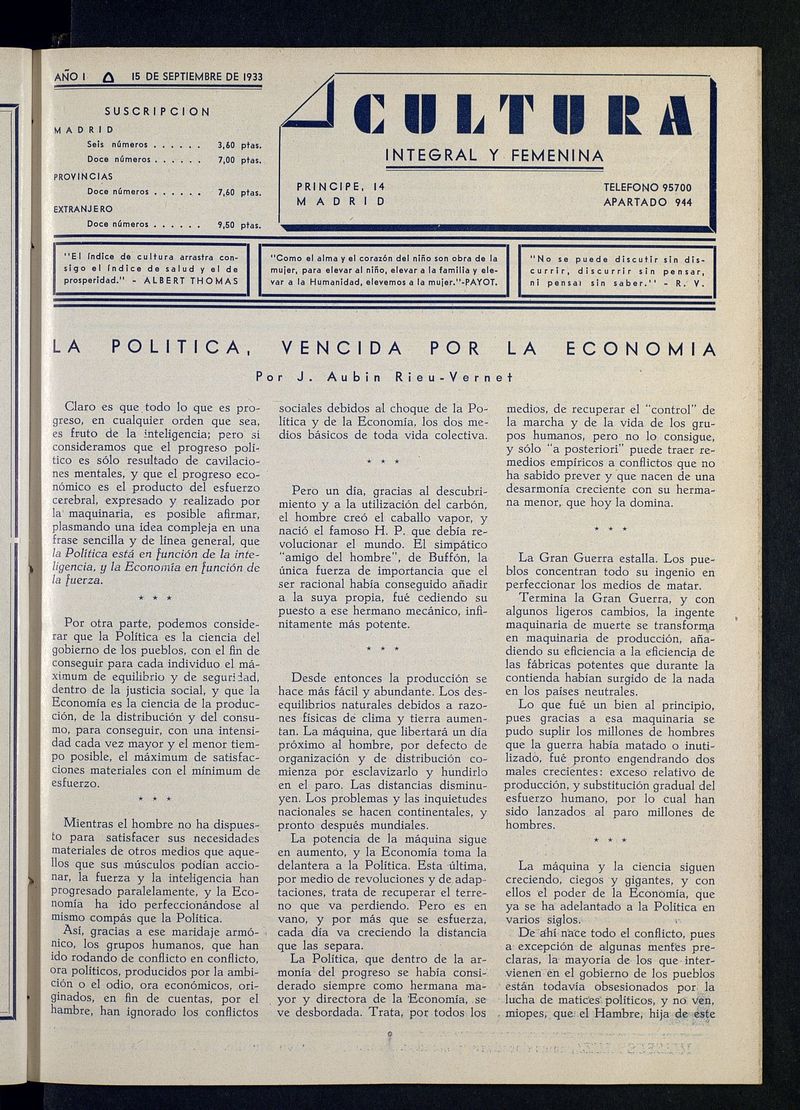 AÑO I 15 DE SEPTIEMBRE DE 1933
SUSCRIPCION
MADRID
Seis números . . . . . . 3,60 ptas.
Doce números . . . . . . 7,00 ptas.
PROVINCIAS
Doce números . . . . . . 7,60 ptas.
EXTRANJERO
Doce números . . . . . . 9,50 ptas.
CULTURA
INTEGRAL Y FEMENINA
PRINCIPE, 14
MADRID
TELEFONO 95700
APARTADO 944
"El índice de cultura arrastra con-
sigo el índice de salud y el de
prosperidad." - ALBERT THOMAS
"Como el alma y el corazón del niño son obra de la
mujer, para elevar al niño, elevar a la familia y ele-
var a la Humanidad, elevemos a la mujer."-PAYOT.
"No se puede discutir sin dis-
currir, discurrir sin pensar,
ni pensar sin saber." - R. V.
LA POLITICA, VENCIDA POR LA ECONOMIA
Por J. Aubin Rieu-Vernet
Claro es que todo lo que es pro-
greso, en cualquier orden que sea,
es fruto de la inteligencia; pero si
consideramos que el progreso polí-
tico es sólo resultado de cavilacio-
nes mentales, y que el progreso eco-
nómico es el producto del esfuerzo
cerebral, expresado y realizado por
la maquinaria, es posible afirmar,
plasmando una idea compleja en una
frase sencilla y de línea general, que
la Política está en función de la inte-
ligencia, y la Economía en función de
la fuerza.
* * *
Por otra parte, podemos conside-
rar que la Política es la ciencia del
gobierno de los pueblos, con el fin de
conseguir para cada individuo el má-
ximum de equilibrio y de seguridad,
dentro de la justicia social, y que la
Economía es la ciencia de la produc-
ción, de la distribución y del consu-
mo, para conseguir, con una intensi-
dad cada vez mayor y el menor tiem-
po posible, el máximum de satisfac-
ciones materiales con el mínimum de
esfuerzo.
* * *
Mientras el hombre no ha dispues-
to para satisfacer sus necesidades
materiales de otros medios que aque-
llos que sus músculos podían accio-
nar, la fuerza y la inteligencia han
progresado paralelamente, y la Eco-
nomía ha ido perfeccionándose al
mismo compás que la Política.
Así, gracias a ese maridaje armó-
nico, los grupos humanos, que han
ido rodando de conflicto en conflicto,
ora políticos, producidos por la ambi-
ción o el odio, ora económicos, ori-
ginados, en fin de cuentas, por el
hambre, han ignorado los conflictos
sociales debidos al choque de la Po-
lítica y de la Economía, los dos me-
dios básicos de toda vida colectiva.
* * *
Pero un día, gracias al descubri-
miento y a la utilización del carbón,
el hombre creó el caballo vapor, y
nació el famoso H. P. que debía re-
volucionar el mundo. El simpático
"amigo del hombre", de Buffón, la
única fuerza de importancia que el
ser racional había conseguido añadir
a la suya propia, fué cediendo su
puesto a ese hermano mecánico, infi-
nitamente más potente.
* * *
Desde entonces la producción se
hace más fácil y abundante. Los des-
equilibrios naturales debidos a razo-
nes físicas de clima y tierra aumen-
tan. La máquina, que libertará un día
próximo al hombre, por defecto de
organización y de distribución co-
mienza por esclavizarlo y hundirlo
en el paro. Las distancias disminu-
yen. Los problemas y las inquietudes
nacionales se hacen continentales, y
pronto después mundiales.
La potencia de la máquina sigue
en aumento, y la Economía toma la
delantera a la Política. Esta última,
por medio de revoluciones y de adap-
taciones, trata de recuperar el terre-
no que va perdiendo. Pero es en
vano, y por más que se esfuerza,
cada día va creciendo la distancia
que las separa.
La Política, que dentro de la ar-
monía del progreso se había consi-
derado siempre como hermana ma-
yor y directora de la Economía, se
ve desbordada. Trata, por todos los
medios, de recuperar el "control" de
la marcha y de la vida de los gru-
pos humanos, pero no lo consigue,
y sólo "a posteriori" puede traer re-
medios empíricos a conflictos que no
ha sabido prever y que nacen de una
desarmonía creciente con su herma-
na menor, que hoy la domina.
* * *
La Gran Guerra estalla. Los pue-
blos concentran todo su ingenio en
perfeccionar los medios de matar.
Termina la Gran Guerra, y con
algunos ligeros cambios, la ingente
maquinaria de muerte se transforma
en maquinaria de producción, aña-
diendo su eficiencia a la eficiencia de
las fábricas potentes que durante la
contienda habían surgido de la nada
en los países neutrales.
Lo que fué un bien al principio,
pues gracias a esa maquinaria se
pudo suplir los millones de hombres
que la guerra había matado o inuti-
lizado, fué pronto engendrando dos
males crecientes: exceso relativo de
producción, y substitución gradual del
esfuerzo humano, por lo cual han
sido lanzados al paro millones de
hombres.
* * *
La máquina y la ciencia siguen
creciendo, ciegos y gigantes, y con
ellos el poder de la Economía, que
ya se ha adelantado a la Política en
varios siglos.
De ahí nace todo el conflicto, pues
a excepción de algunas mentes pre-
claras, la mayoría de los que inter-
vienen en el gobierno de los pueblos
están todavía obsesionados por la
lucha de matices políticos, y no ven,
miopes, que el Hambre, hija de este